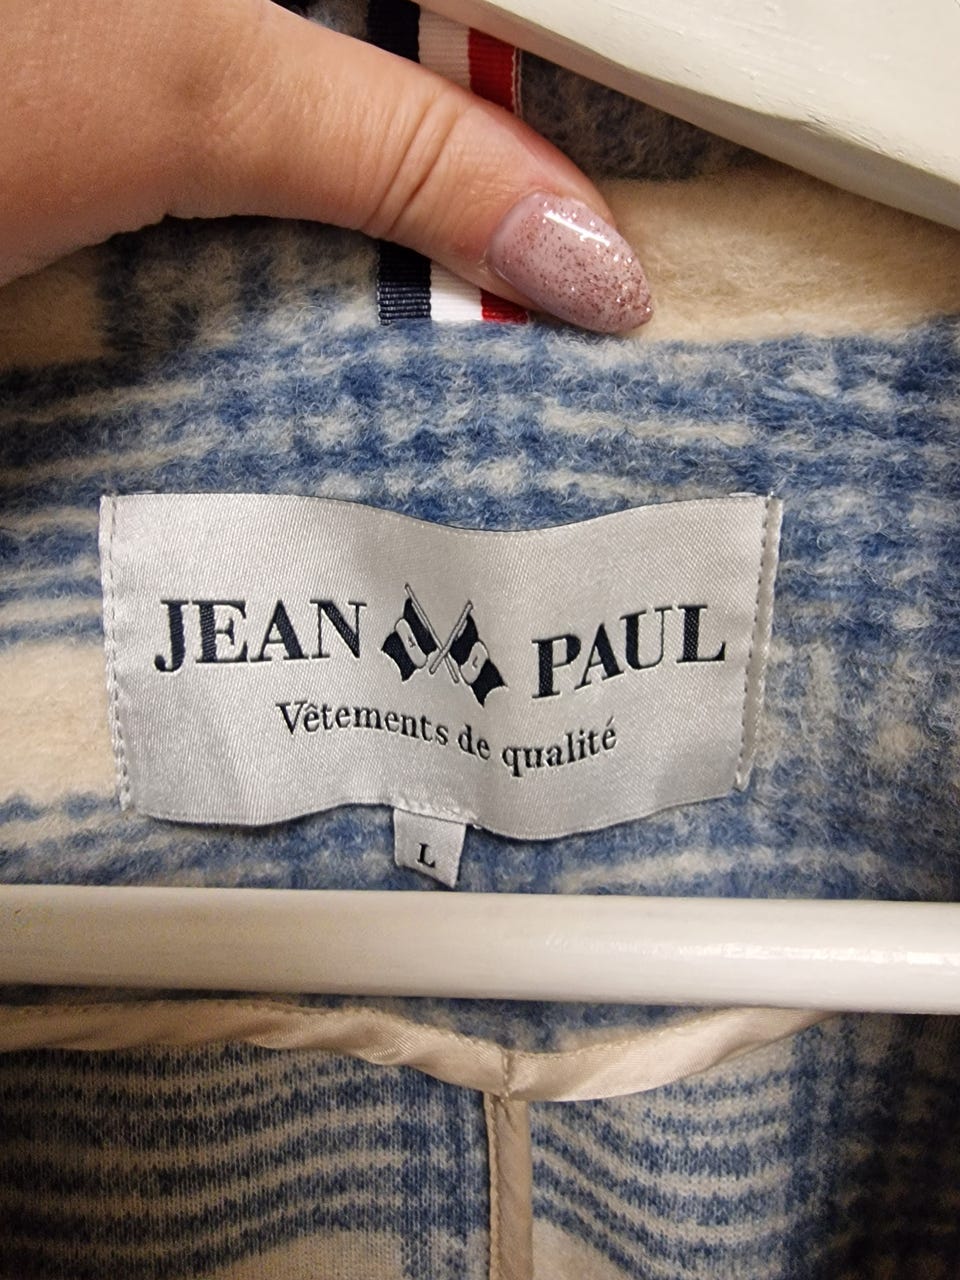 JEAN PAUL
Vêtements de qualité
L